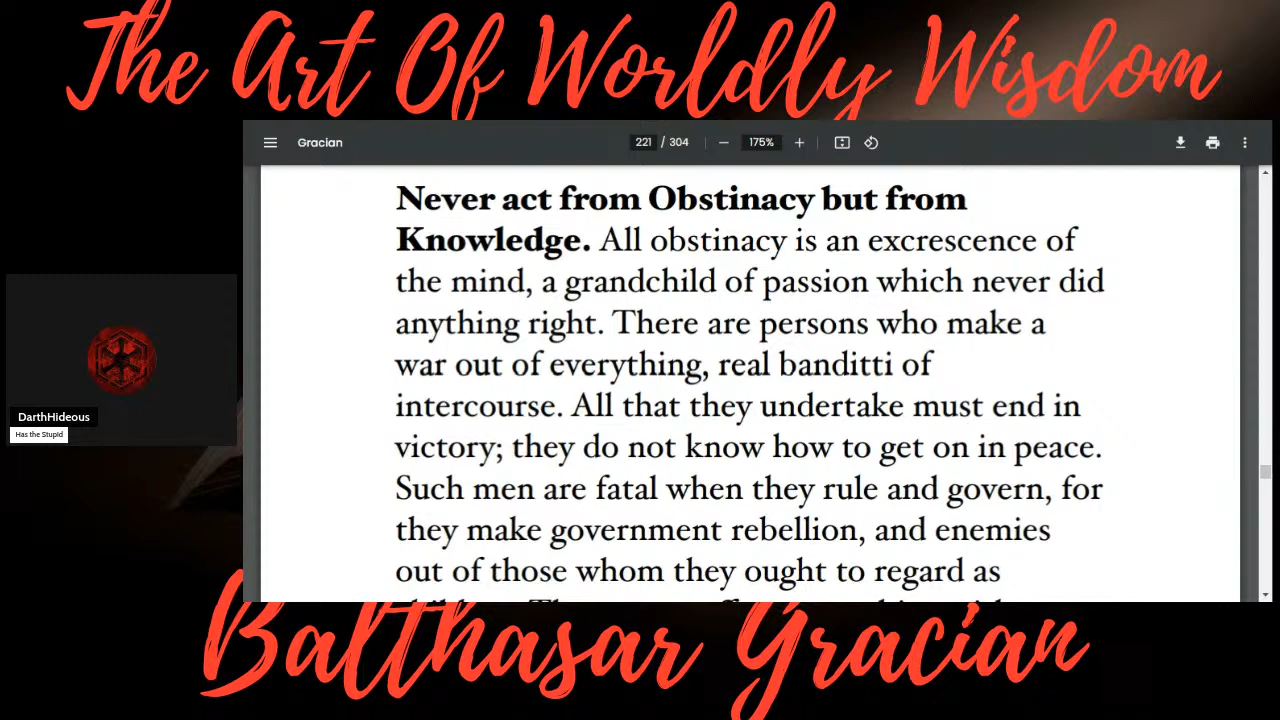 The Art Of Worldly Wisdom
Gracian
221 / 304
175%
Never act from Obstinacy but from
Knowledge. All obstinacy is an excrescence of
the mind, a grandchild of passion which never did
anything right. There are persons who make a
war out of everything, real banditti of
intercourse. All that they undertake must end in
victory; they do not know how to get on in peace.
Such men are fatal when they rule and govern, for
they make government rebellion, and enemies
out of those whom they ought to regard as
DarthHideous
Has the Stupid
Balthasar Gracian